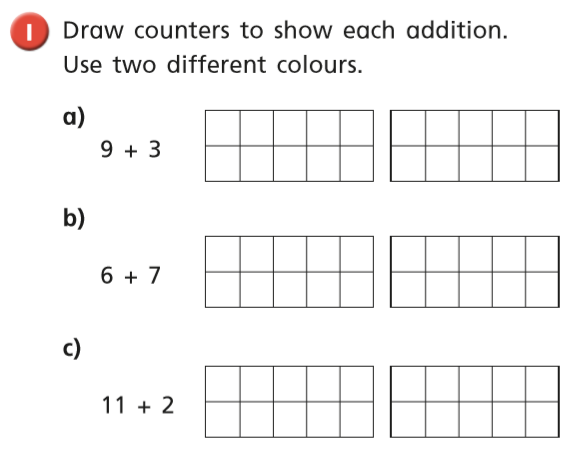 1 Draw counters to show each addition.
Use two different colours.
a)
9 + 3
b)
6 + 7
c)
11 + 2